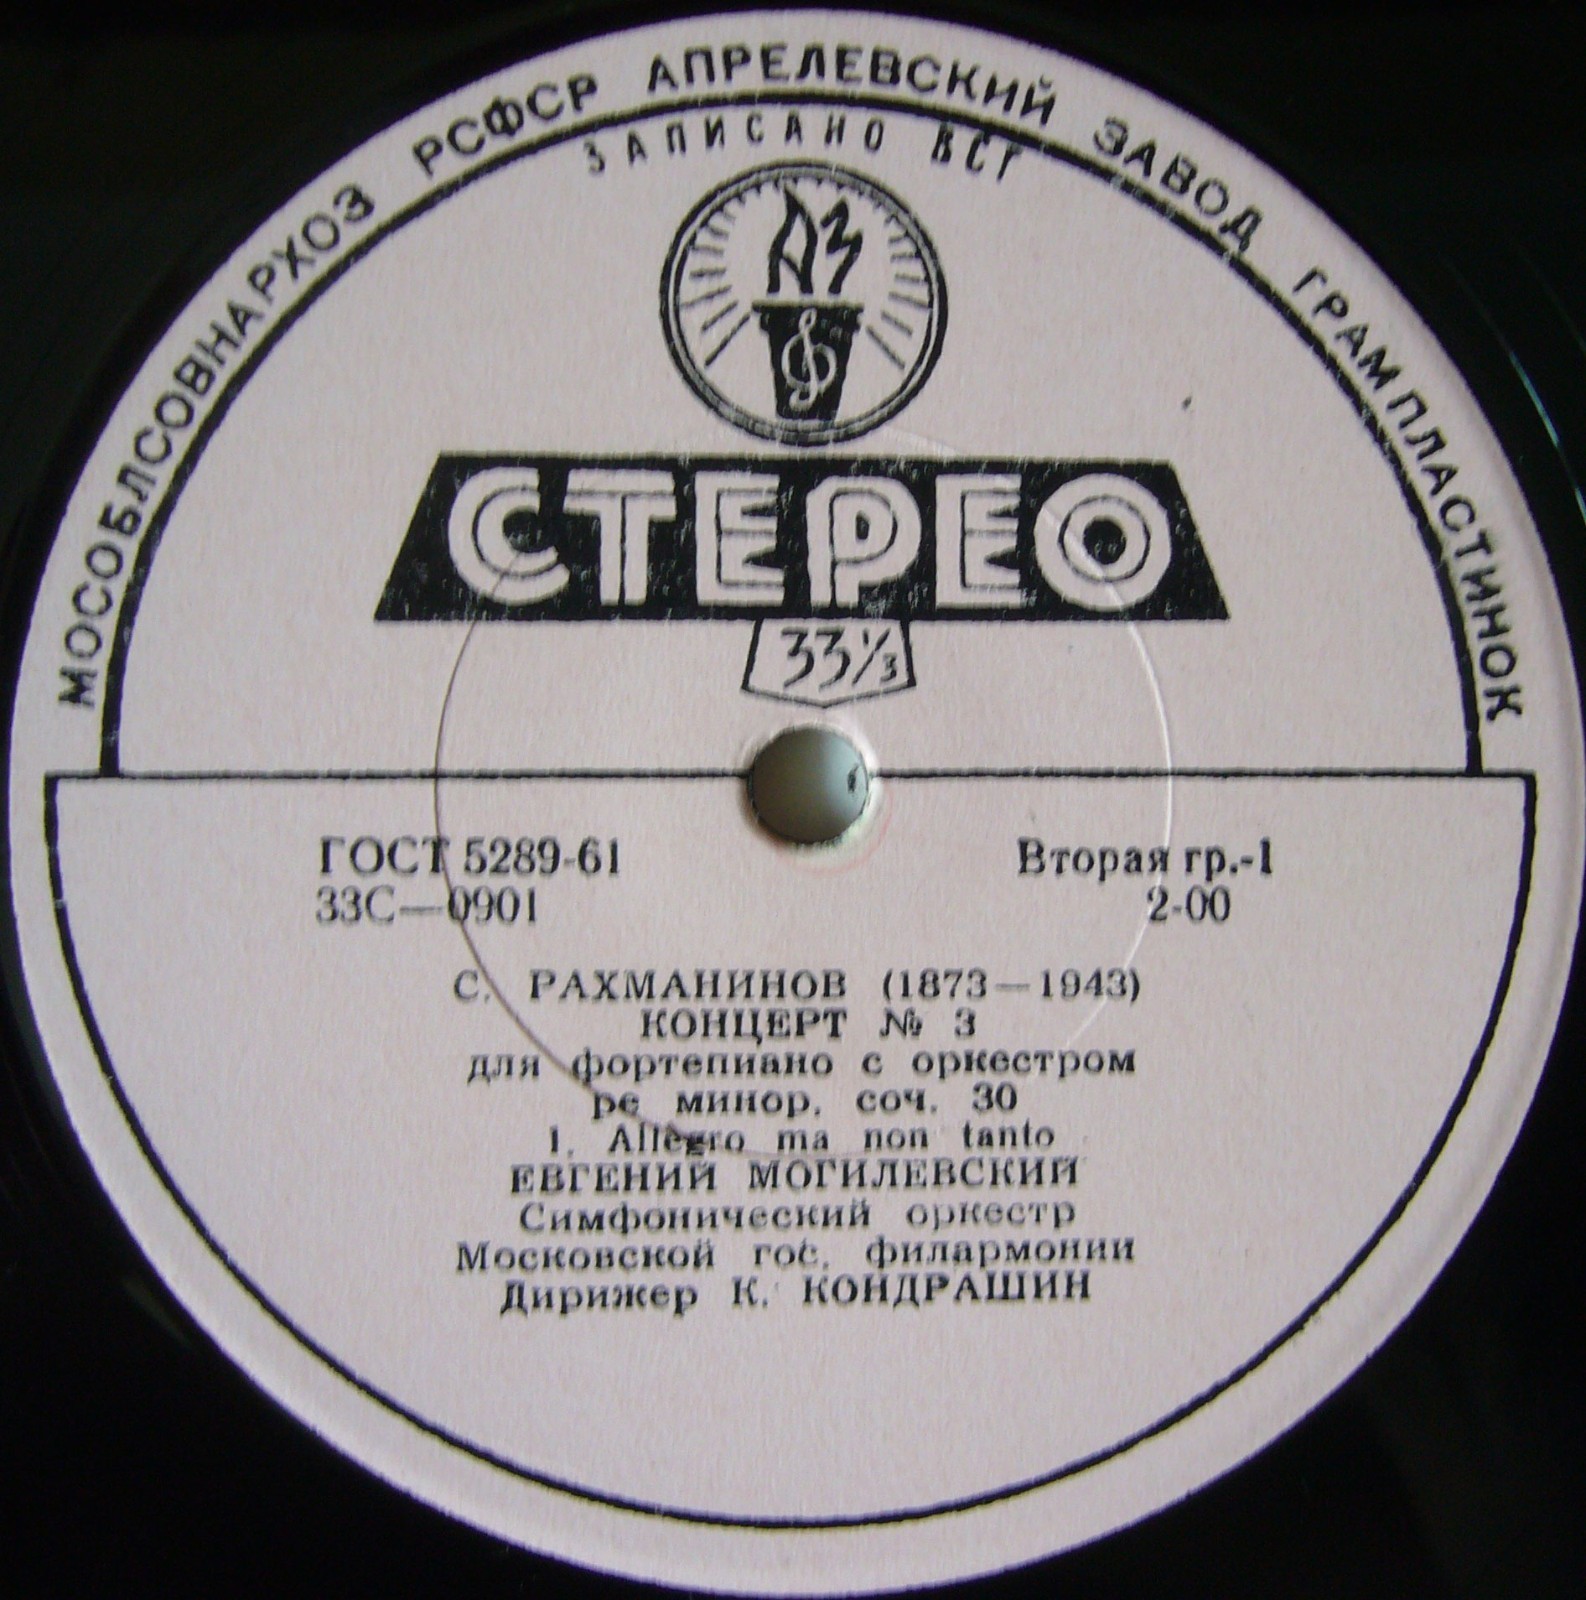 МОСОБЛСОВНАРХОЗ РСФСР АПРЕЛЕВСКИЙ ЗАВОД ГРАМПЛАСТИНОК
ЗАПИСАНО ВСГ
АЗ
СТЕРЕО
33⅓
ГОСТ 5289-61
Вторая гр.-1
33С—0901
2-00
С. РАХМАНИНОВ (1873—1943)
КОНЦЕРТ № 3
для фортепиано с оркестром
ре минор, соч. 30
1. Allegro ma non tanto
ЕВГЕНИЙ МОГИЛЕВСКИЙ
Симфонический оркестр
Московской гос. филармонии
Дирижер К. КОНДРАШИН